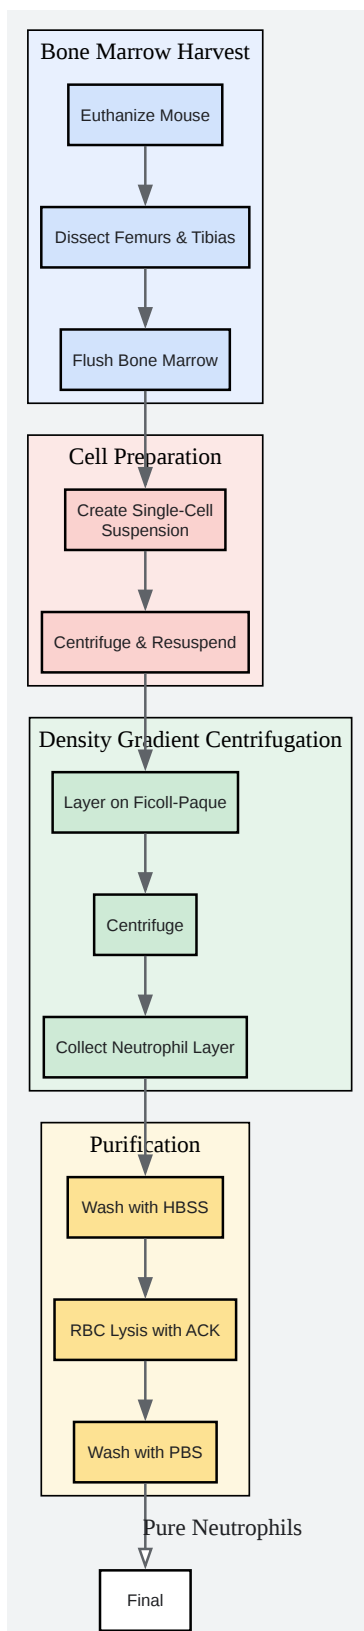 Bone Marrow Harvest
Euthanize Mouse
Dissect Femurs & Tibias
Flush Bone Marrow
Cell Preparation
Create Single-Cell
Suspension
Centrifuge & Resuspend
Density Gradient Centrifugation
Layer on Ficoll-Paque
Centrifuge
Collect Neutrophil Layer
Purification
Wash with HBSS
RBC Lysis with ACK
Wash with PBS
Pure Neutrophils
Final